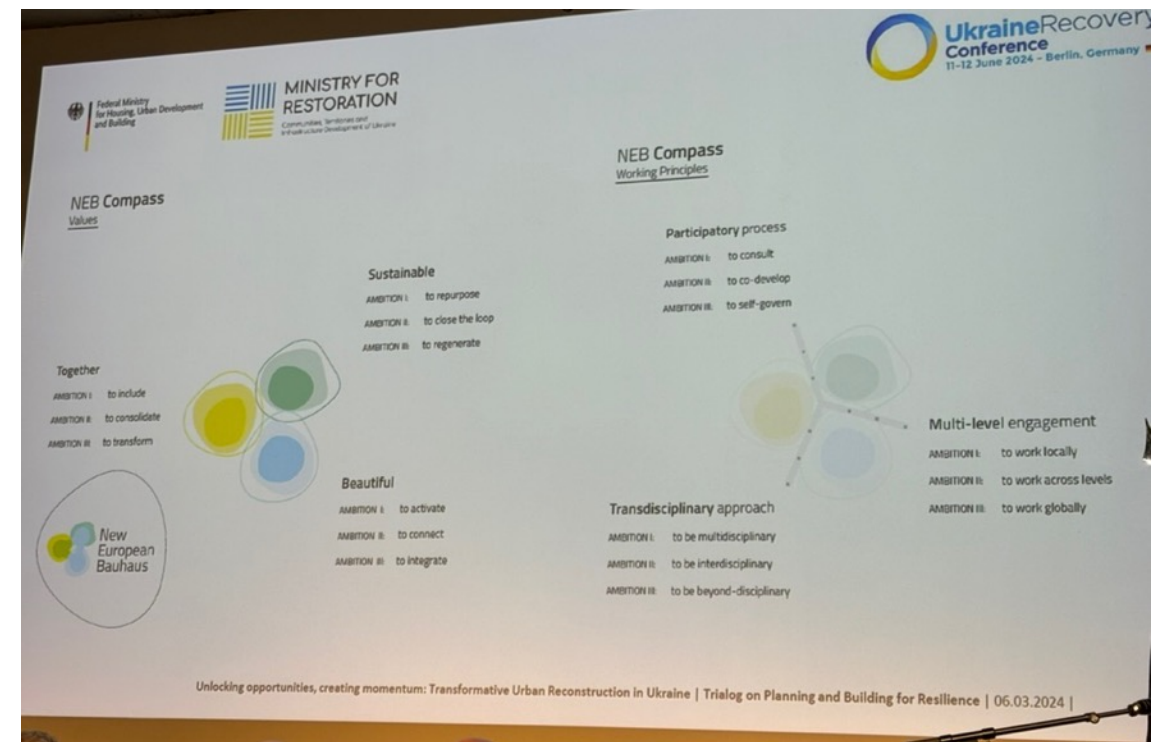 Federal Ministry
for Housing, Urban Development
and Building
MINISTRY FOR
RESTORATION
Communities, Territories and
Infrastructure Development of Ukraine
UkraineRecovery
Conference
11-12 June 2024 – Berlin, Germany
NEB Compass
Values
Sustainable
AMBITION I: to repurpose
AMBITION II: to close the loop
AMBITION III: to regenerate
Together
AMBITION I: to include
AMBITION II: to consolidate
AMBITION III: to transform
Beautiful
AMBITION I: to activate
AMBITION II: to connect
AMBITION III: to integrate
New
European
Bauhaus
NEB Compass
Working Principles
Participatory process
AMBITION I: to consult
AMBITION II: to co-develop
AMBITION III: to self-govern
Multi-level engagement
AMBITION I: to work locally
AMBITION II: to work across levels
AMBITION III: to work globally
Transdisciplinary approach
AMBITION I: to be multidisciplinary
AMBITION II: to be interdisciplinary
AMBITION III: to be beyond-disciplinary
Unlocking opportunities, creating momentum: Transformative Urban Reconstruction in Ukraine | Trialog on Planning and Building for Resilience | 06.03.2024 |